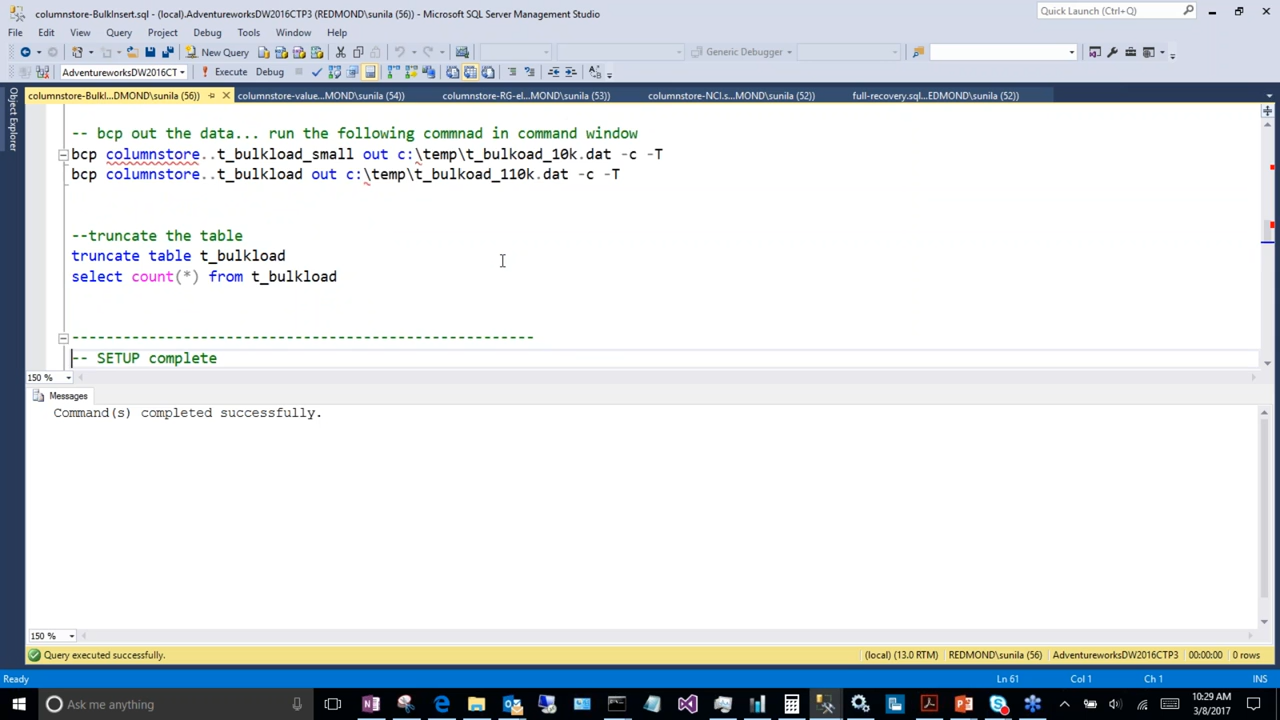 columnstore-BulkInsert.sql - (local).AdventureworksDW2016CTP3 (REDMOND\sunila (56)) - Microsoft SQL Server Management Studio
Quick Launch (Ctrl+Q)
File Edit View Query Project Debug Tools Window Help
New Query
Generic Debugger
AdventureworksDW2016CT
Execute Debug
columnstore-BulkI...DMOND\sunila (56))
columnstore-value...MOND\sunila (54))
columnstore-RG-el...MOND\sunila (53))
columnstore-NCI.s...MOND\sunila (52))
full-recovery.sql...EDMOND\sunila (52))
Object Explorer
-- bcp out the data... run the following commnad in command window
bcp columnstore..t_bulkload_small out c:\temp\t_bulkoad_10k.dat -c -T
bcp columnstore..t_bulkload out c:\temp\t_bulkoad_110k.dat -c -T
--truncate the table
truncate table t_bulkload
select count(*) from t_bulkload
------------------------------------------------------
-- SETUP complete
150 %
Messages
Command(s) completed successfully.
150 %
Query executed successfully.
(local) (13.0 RTM)
REDMOND\sunila (56)
AdventureworksDW2016CTP3
00:00:00
0 rows
Ready
Ln 61
Col 1
Ch 1
INS
Ask me anything
10:29 AM
3/8/2017